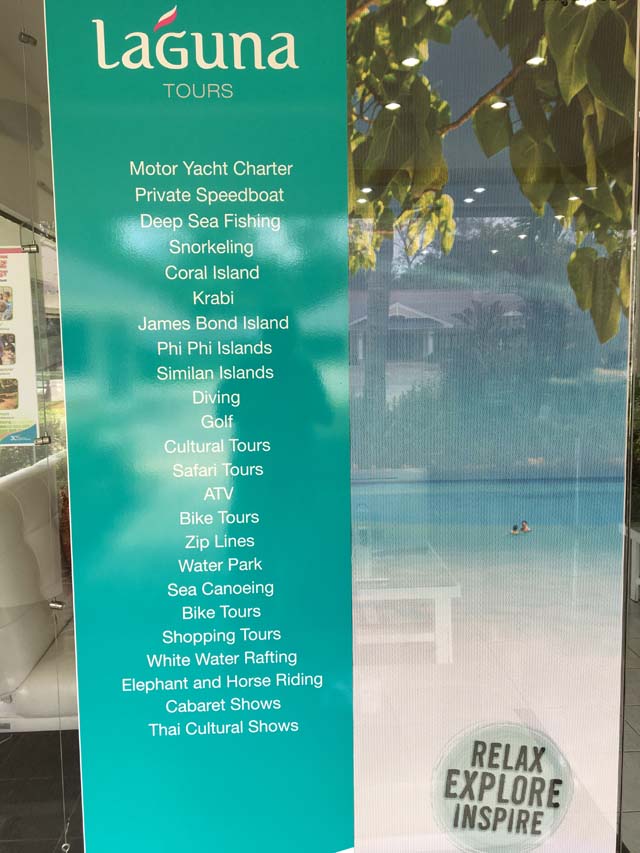 Laguna
TOURS
Motor Yacht Charter
Private Speedboat
Deep Sea Fishing
Snorkeling
Coral Island
Krabi
James Bond Island
Phi Phi Islands
Similan Islands
Diving
Golf
Cultural Tours
Safari Tours
ATV
Bike Tours
Zip Lines
Water Park
Sea Canoeing
Bike Tours
Shopping Tours
White Water Rafting
Elephant and Horse Riding
Cabaret Shows
Thai Cultural Shows
RELAX
EXPLORE
INSPIRE